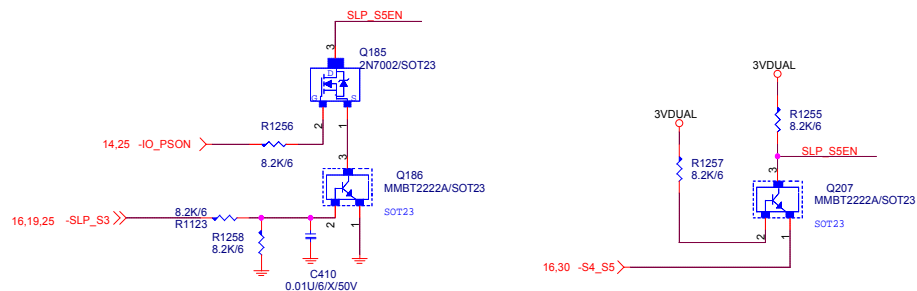 SLP_S5EN
3
Q185
2N7002/SOT23
D
G
S
2
1
R1256
14,25 -IO_PSON
8.2K/6
3
Q186
MMBT2222A/SOT23
SOT23
16,19,25 -SLP_S3
8.2K/6
R1123
2
1
R1258
8.2K/6
C410
0.01U/6/X/50V
3VDUAL
3VDUAL
R1255
8.2K/6
R1257
8.2K/6
SLP_S5EN
3
Q207
MMBT2222A/SOT23
SOT23
2
1
16,30 -S4_S5